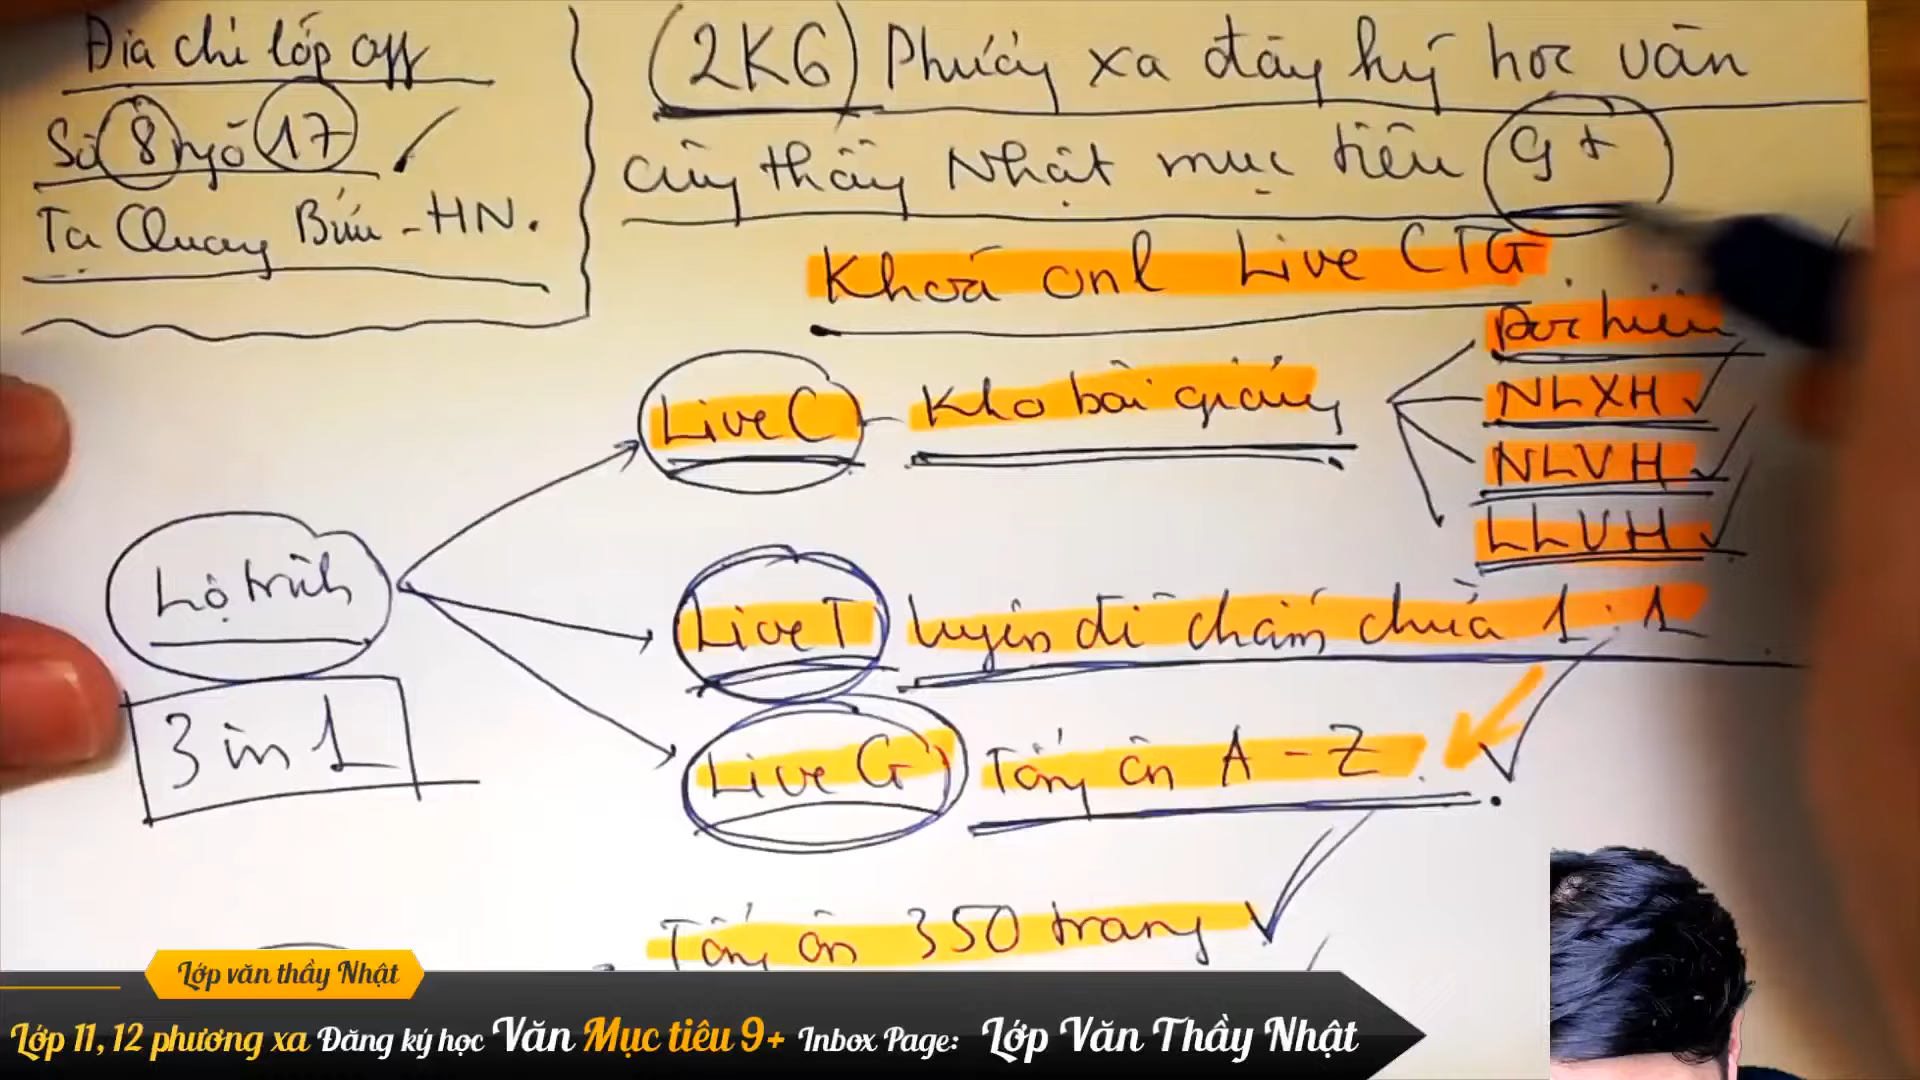 Địa chỉ lớp off
Số 8 ngõ 17
Tạ Quang Bửu - HN.
(2K6) Phương xa đăng ký học văn
cùng thầy Nhật mục tiêu 9+
Khoá onl Live CTG.
Đọc hiểu
Live C - Kho bài giảng
NLXH
NLVH
LLVH
Lộ trình
3 in 1
Live T luyện đề chấm chữa 1:1
Live G Tổng ôn A - Z
Tổng ôn 350 trang
Lớp văn thầy Nhật
Lớp 11, 12 phương xa Đăng ký học Văn Mục tiêu 9+ Inbox Page: Lớp Văn Thầy Nhật